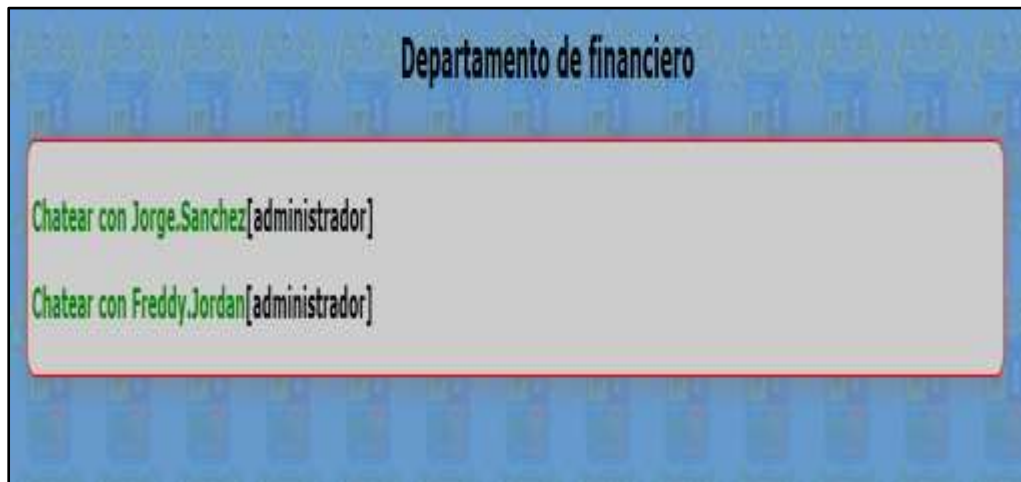 Departamento de financiero
Chatear con Jorge.Sanchez[administrador]
Chatear con Freddy.Jordan[administrador]